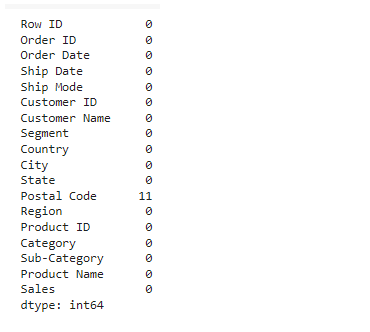 Row ID 0
Order ID 0
Order Date 0
Ship Date 0
Ship Mode 0
Customer ID 0
Customer Name 0
Segment 0
Country 0
City 0
State 0
Postal Code 11
Region 0
Product ID 0
Category 0
Sub-Category 0
Product Name 0
Sales 0
dtype: int64